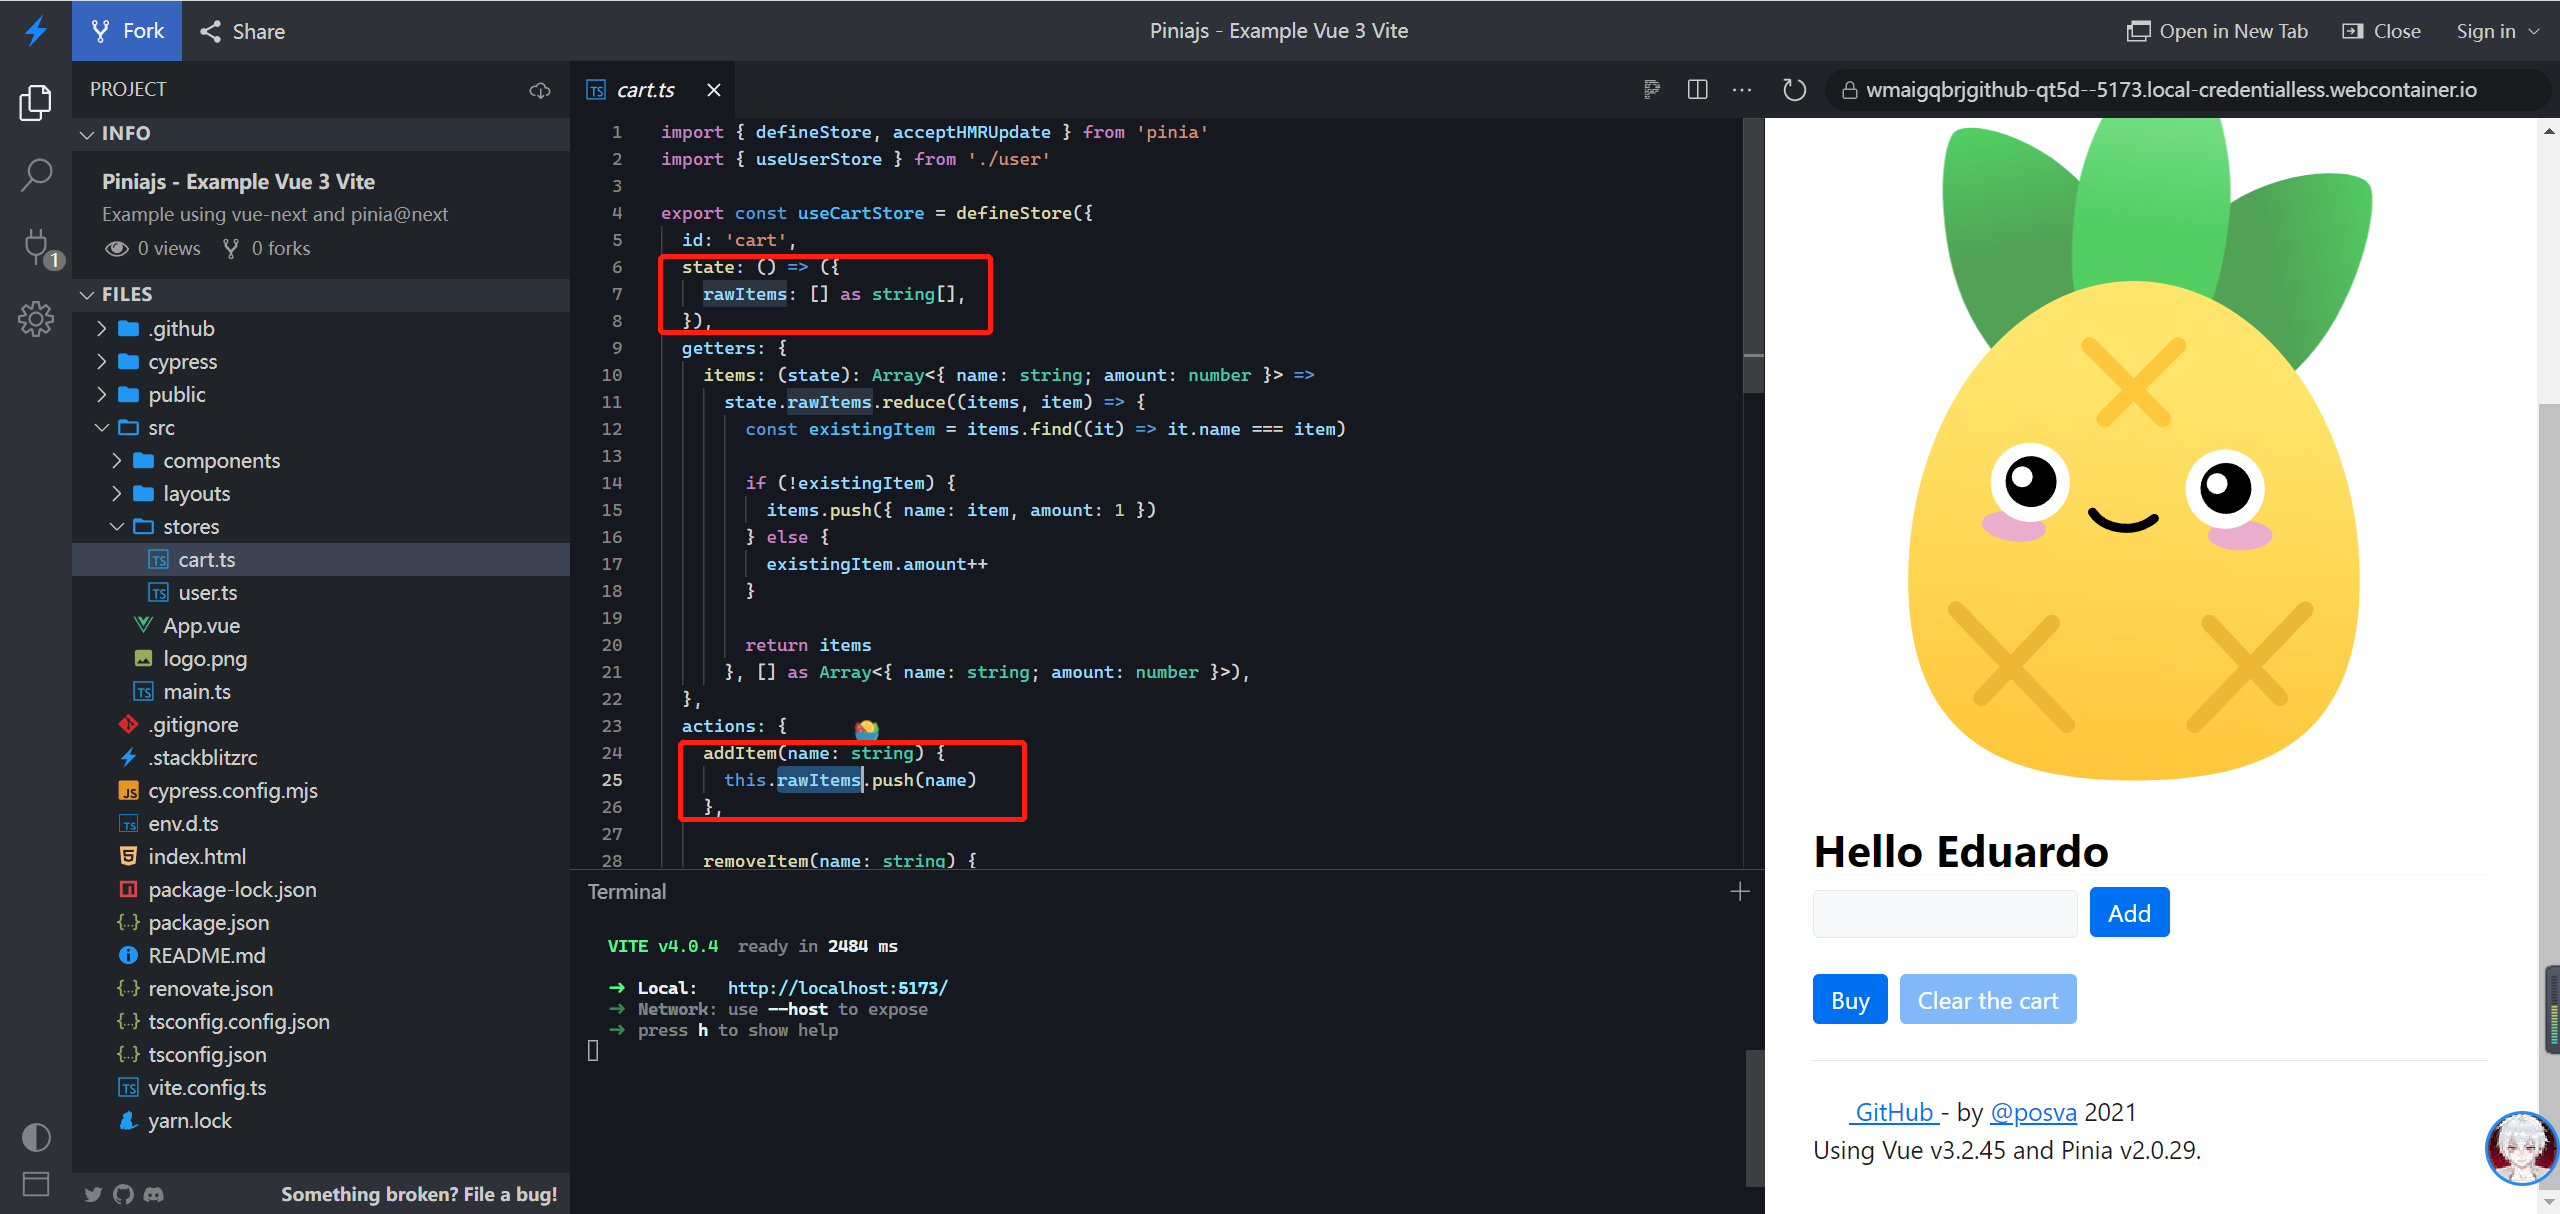 Fork
Share
Piniajs - Example Vue 3 Vite
Open in New Tab
Close
Sign in
PROJECT
INFO
Piniajs - Example Vue 3 Vite
Example using vue-next and pinia@next
0 views
0 forks
1
FILES
.github
cypress
public
src
components
layouts
stores
TS cart.ts
TS user.ts
App.vue
logo.png
TS main.ts
.gitignore
.stackblitzrc
JS cypress.config.mjs
TS env.d.ts
5 index.html
package-lock.json
{..} package.json
README.md
{..} renovate.json
{..} tsconfig.config.json
{..} tsconfig.json
TS vite.config.ts
yarn.lock
Something broken? File a bug!
TS cart.ts
1 import { defineStore, acceptHMRUpdate } from 'pinia'
2 import { useUserStore } from './user'
3
4 export const useCartStore = defineStore({
5 id: 'cart',
6 state: () => ({
7 rawItems: [] as string[],
8 }),
9 getters: {
10 items: (state): Array<{ name: string; amount: number }> =>
11 state.rawItems.reduce((items, item) => {
12 const existingItem = items.find((it) => it.name === item)
13
14 if (!existingItem) {
15 items.push({ name: item, amount: 1 })
16 } else {
17 existingItem.amount++
18 }
19
20 return items
21 }, [] as Array<{ name: string; amount: number }>),
22 },
23 actions: {
24 addItem(name: string) {
25 this.rawItems.push(name)
26 },
27
28 removeItem(name: string) {
Terminal
VITE v4.0.4 ready in 2484 ms
➜ Local: http://localhost:5173/
➜ Network: use --host to expose
➜ press h to show help
wmaigqbrjgithub-qt5d--5173.local-credentialless.webcontainer.io
Hello Eduardo
Add
Buy
Clear the cart
GitHub - by @posva 2021
Using Vue v3.2.45 and Pinia v2.0.29.